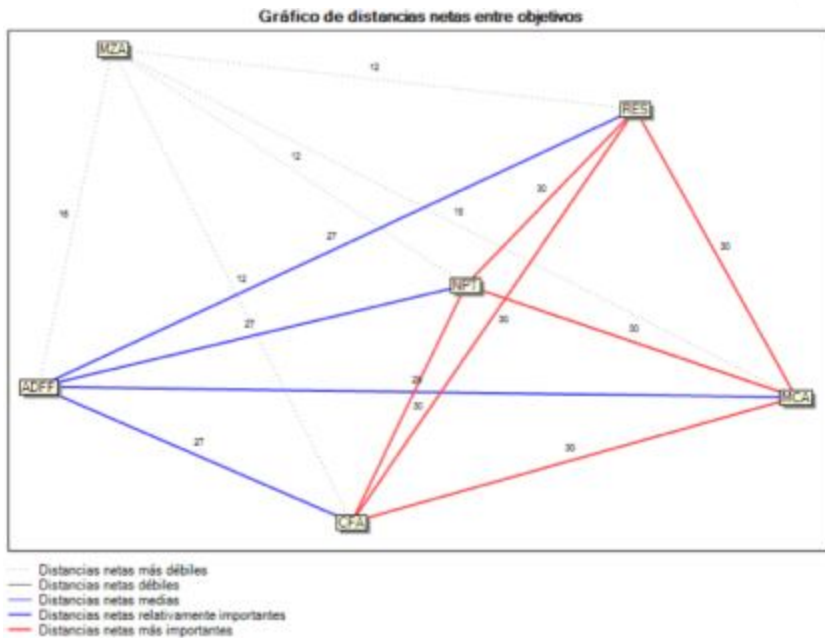 Gráfico de distancias netas entre objetivos
MZA
12
RES
12
30
16
18
27
30
12
NPT
27
30
30
ADFF
MCA
30
27
30
CFA
Distancias netas más débiles
Distancias netas débiles
Distancias netas medias
Distancias netas relativamente importantes
Distancias netas más importantes